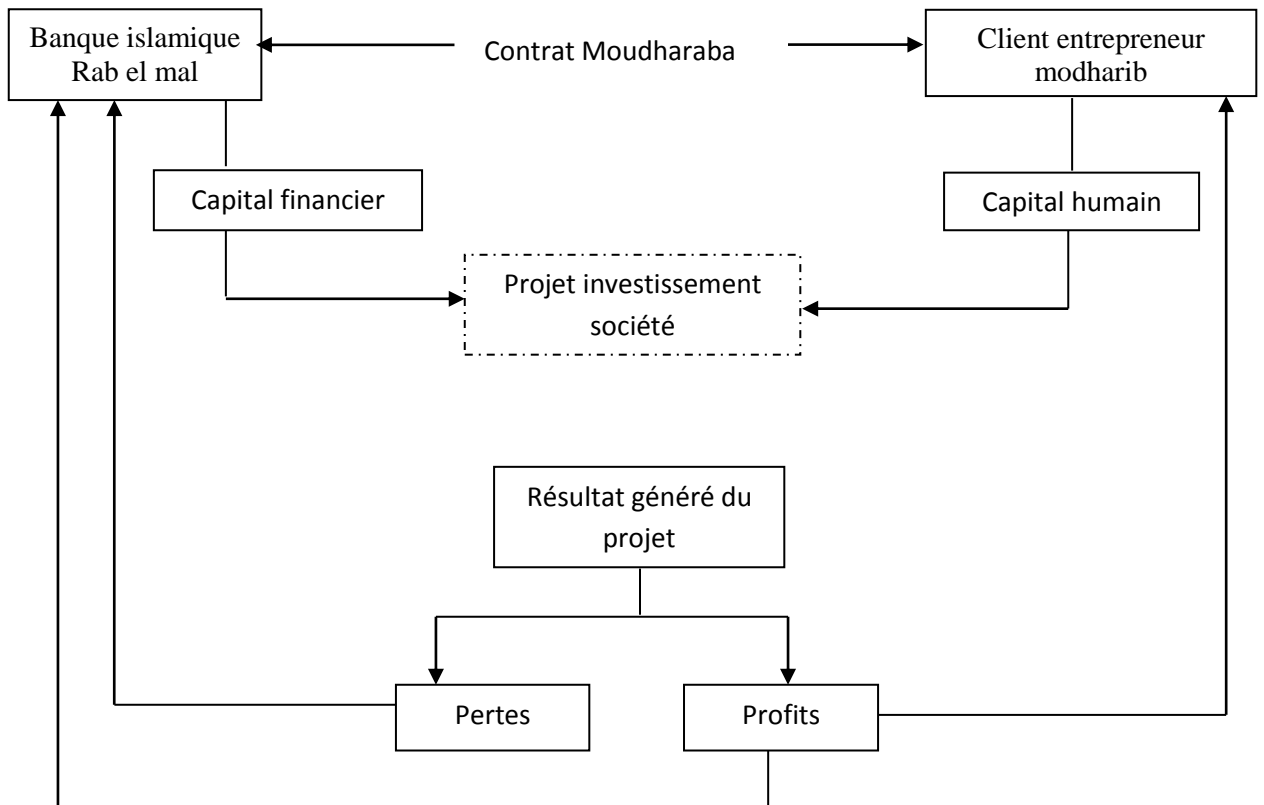 Banque islamique
Rab el mal
Contrat Moudharaba
Client entrepreneur
modharib
Capital financier
Capital humain
Projet investissement
société
Résultat généré du
projet
Pertes
Profits